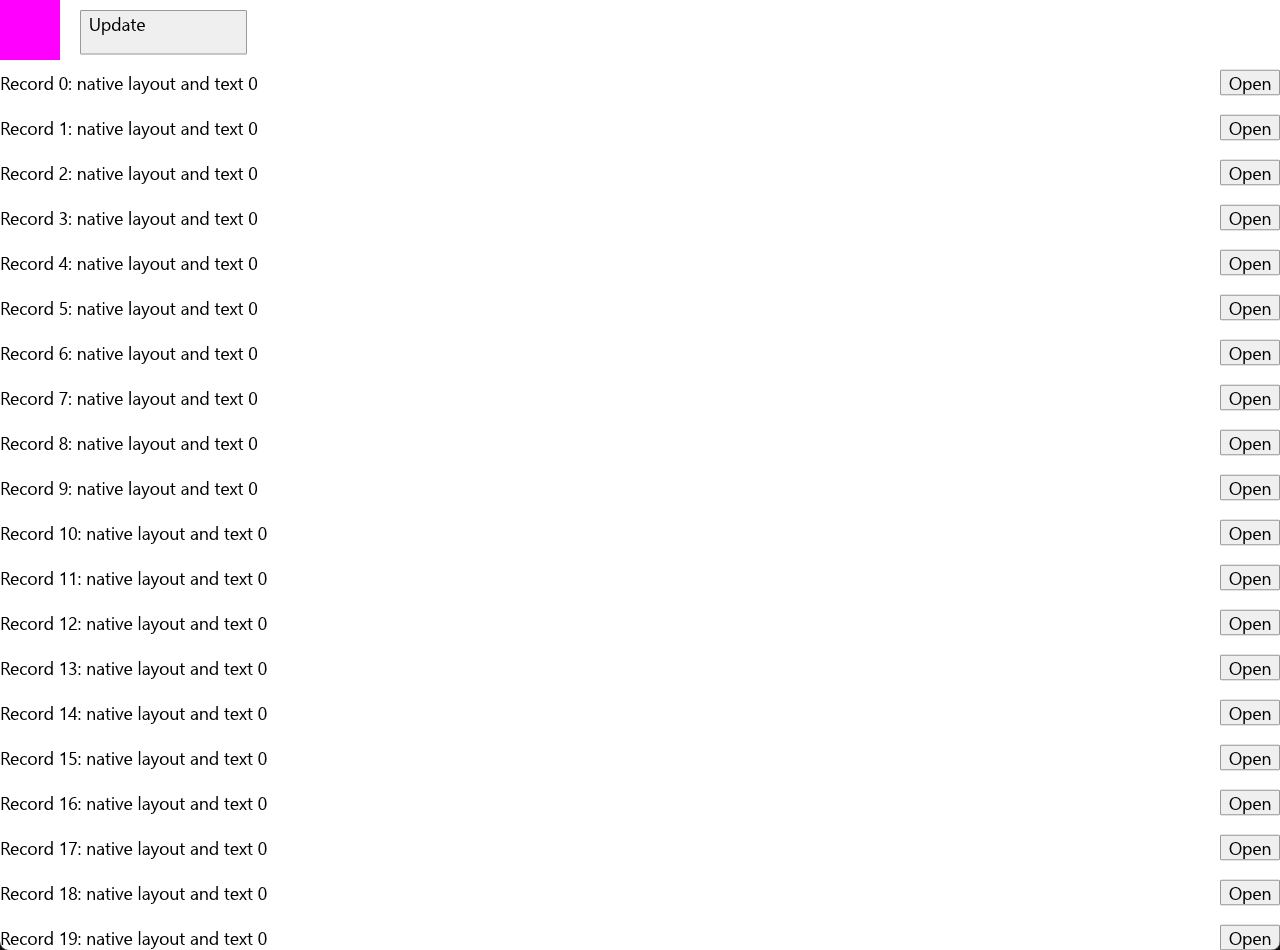 Update
Record 0: native layout and text 0 Open
Record 1: native layout and text 0 Open
Record 2: native layout and text 0 Open
Record 3: native layout and text 0 Open
Record 4: native layout and text 0 Open
Record 5: native layout and text 0 Open
Record 6: native layout and text 0 Open
Record 7: native layout and text 0 Open
Record 8: native layout and text 0 Open
Record 9: native layout and text 0 Open
Record 10: native layout and text 0 Open
Record 11: native layout and text 0 Open
Record 12: native layout and text 0 Open
Record 13: native layout and text 0 Open
Record 14: native layout and text 0 Open
Record 15: native layout and text 0 Open
Record 16: native layout and text 0 Open
Record 17: native layout and text 0 Open
Record 18: native layout and text 0 Open
Record 19: native layout and text 0 Open